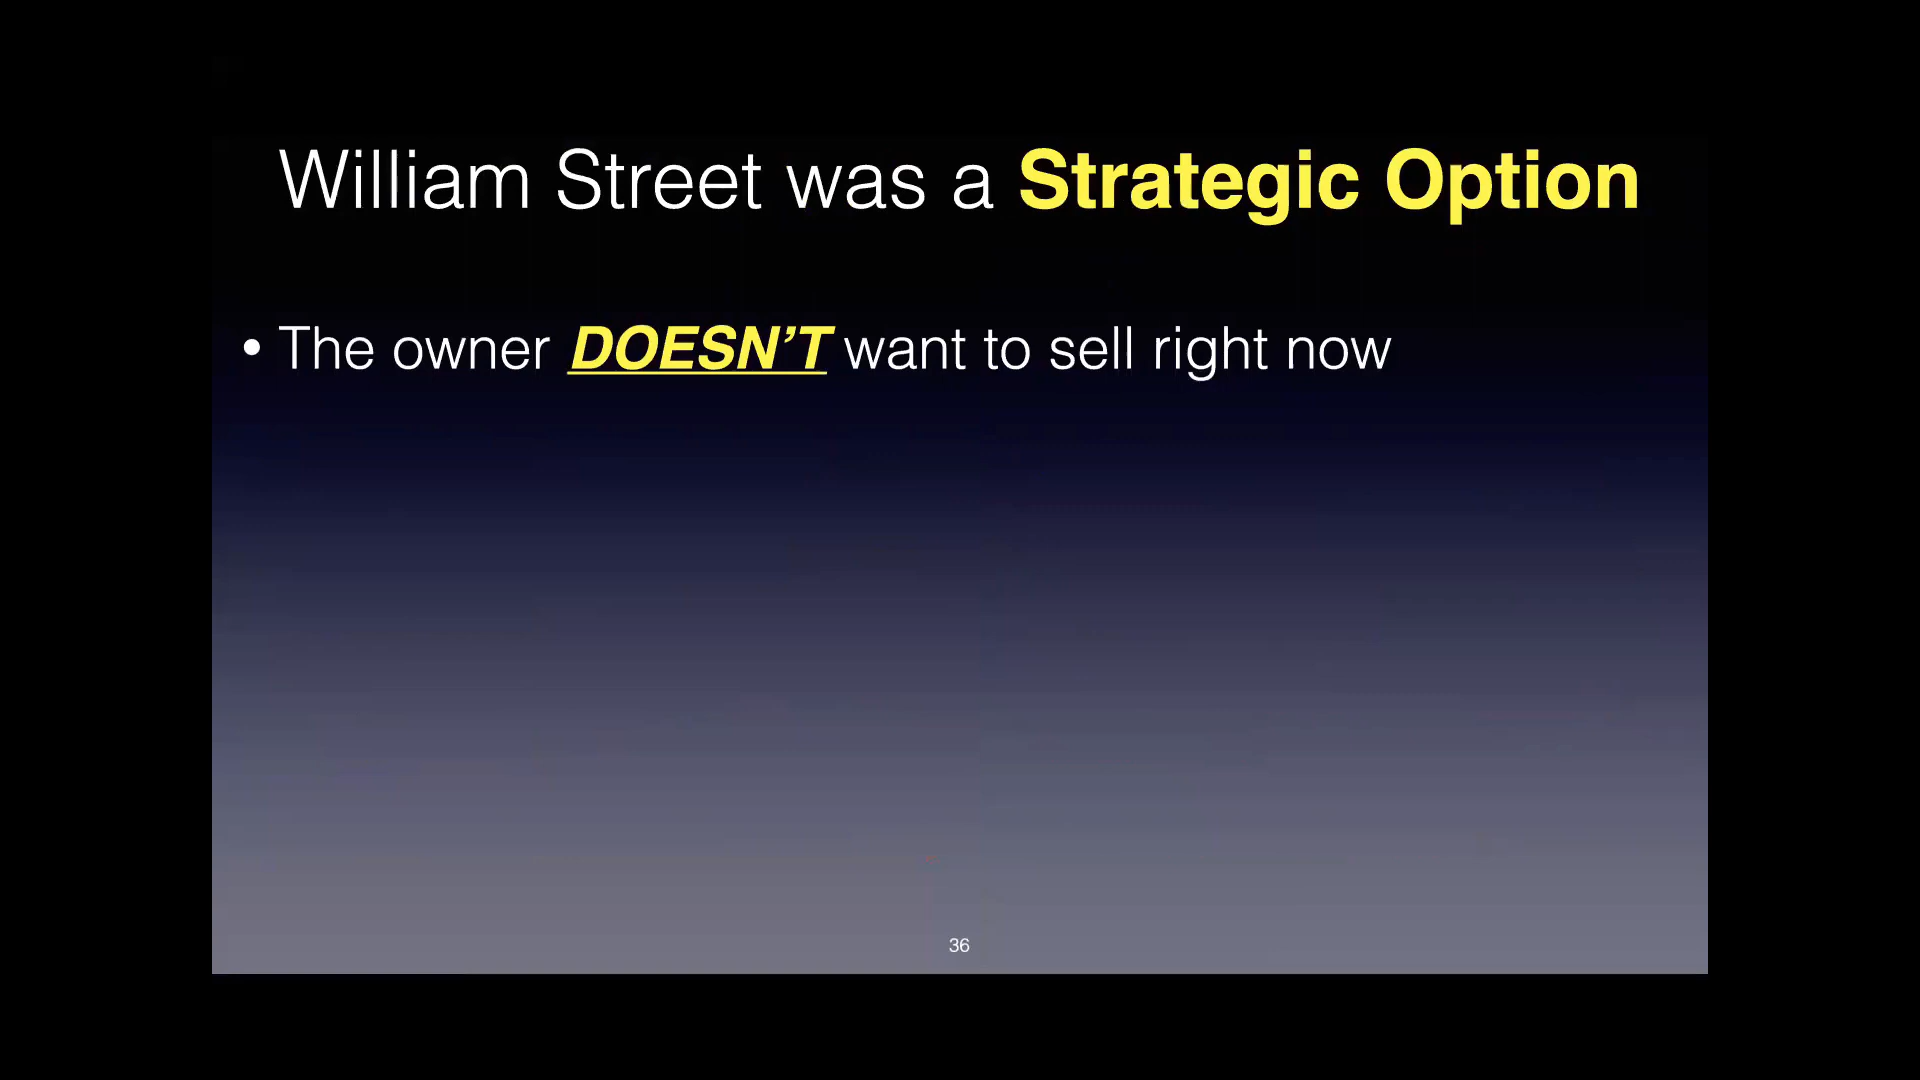 William Street was a Strategic Option
• The owner DOESN’T want to sell right now
36